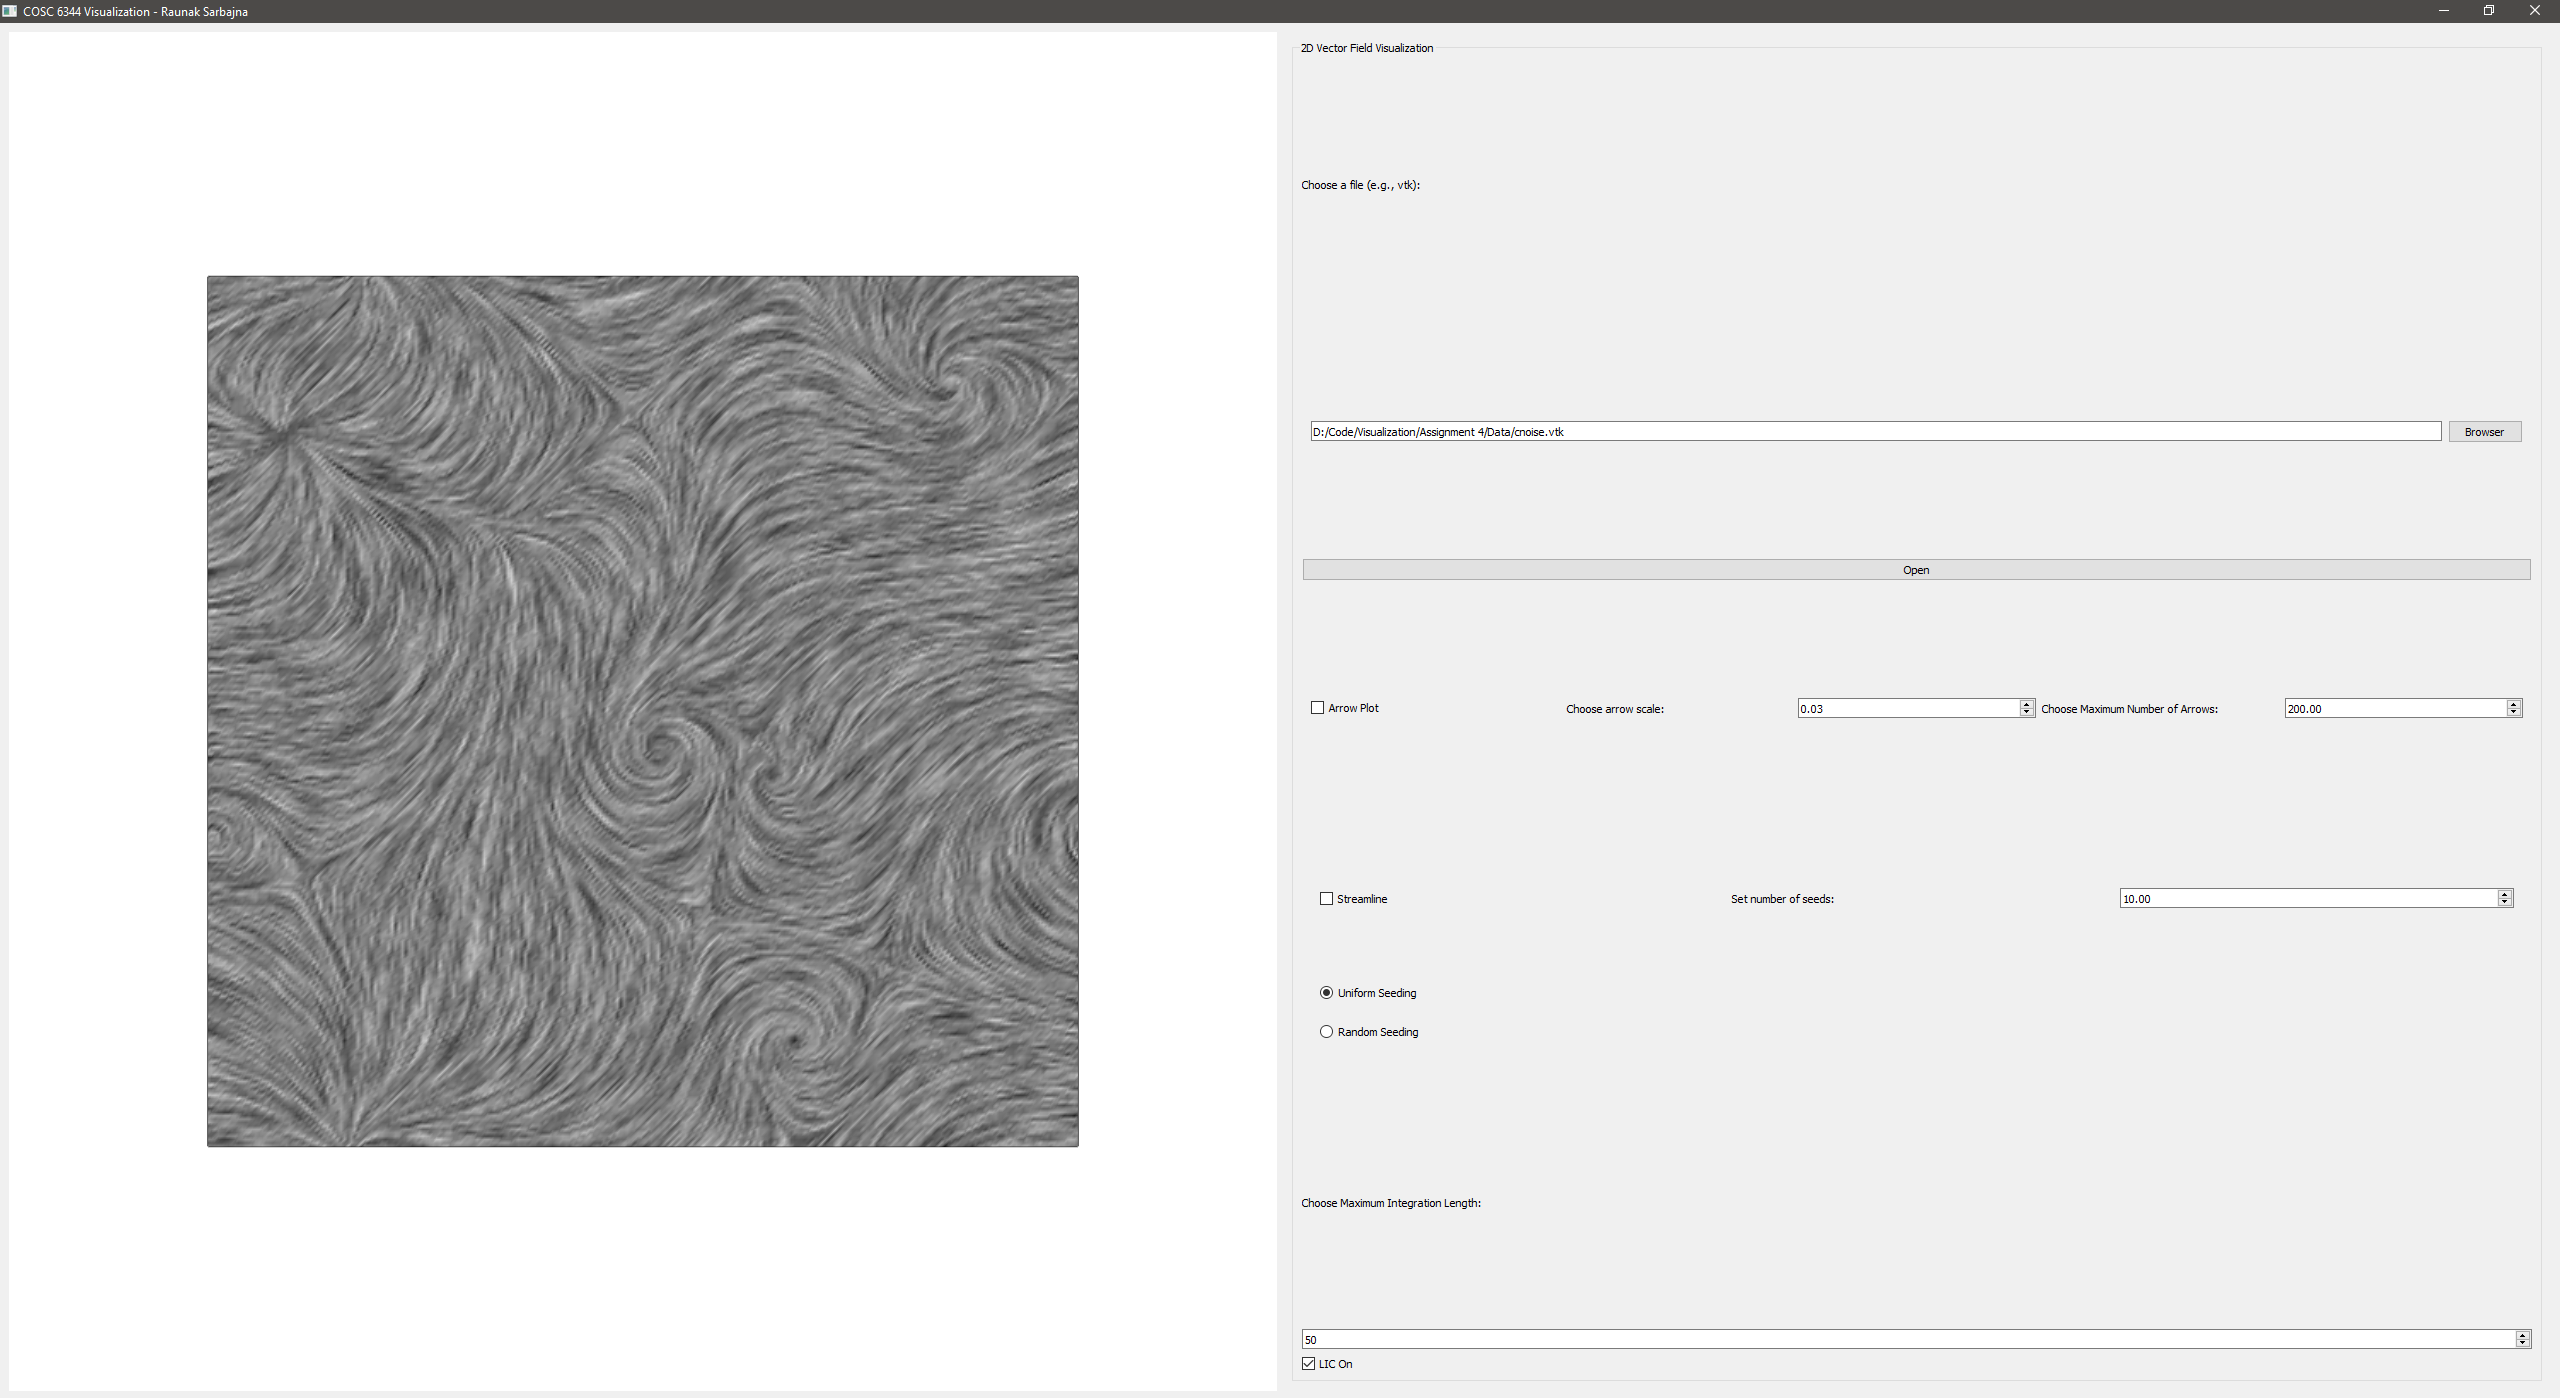 COSC 6344 Visualization - Raunak Sarbajna
2D Vector Field Visualization
Choose a file (e.g., vtk):
D:/Code/Visualization/Assignment 4/Data/cnoise.vtk
Browser
Open
Arrow Plot
Choose arrow scale:
0.03
Choose Maximum Number of Arrows:
200.00
Streamline
Set number of seeds:
10.00
Uniform Seeding
Random Seeding
Choose Maximum Integration Length:
50
LIC On